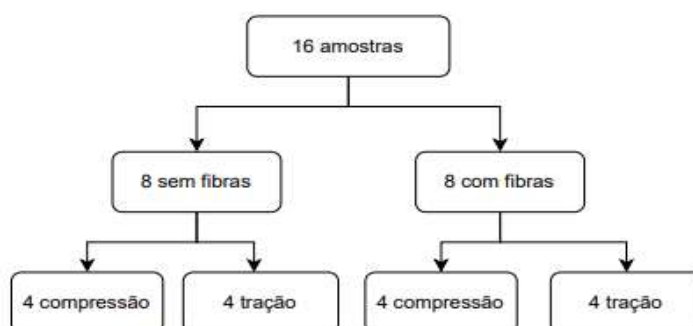 16 amostras
8 sem fibras
8 com fibras
4 compressão
4 tração
4 compressão
4 tração